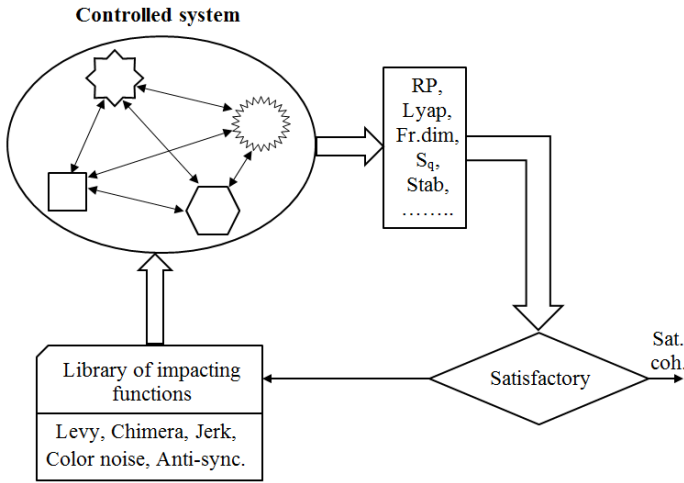 Controlled system
RP,
Lyap,
Fr.dim,
Sq,
Stab,
……..
Sat.
coh.
Satisfactory
Library of impacting
functions
Levy, Chimera, Jerk,
Color noise, Anti-sync.